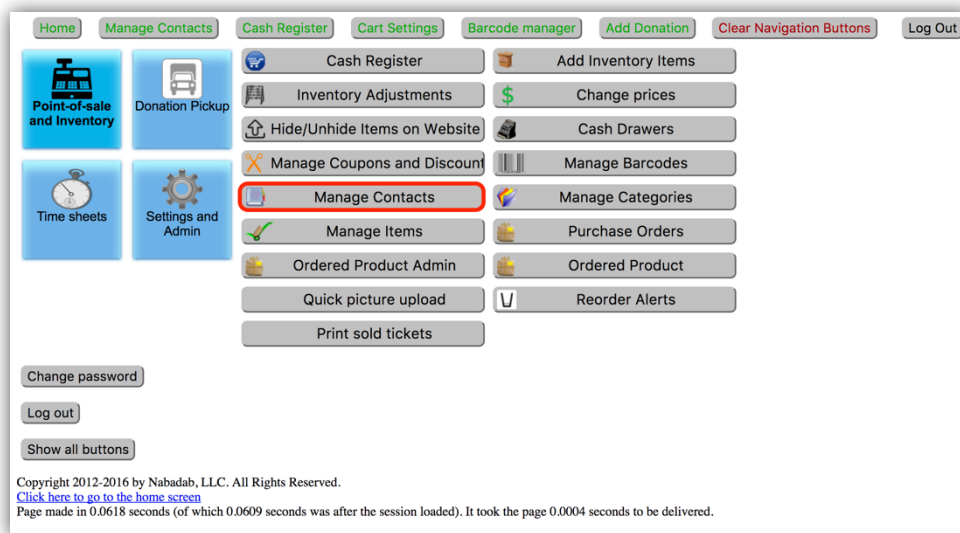 Home Manage Contacts Cash Register Cart Settings Barcode manager Add Donation Clear Navigation Buttons Log Out
Point-of-sale
and Inventory
Donation Pickup
Time sheets
Settings and
Admin
Cash Register
Add Inventory Items
Inventory Adjustments
Change prices
Hide/Unhide Items on Website
Cash Drawers
Manage Coupons and Discount
Manage Barcodes
Manage Contacts
Manage Categories
Manage Items
Purchase Orders
Ordered Product Admin
Ordered Product
Quick picture upload
Reorder Alerts
Print sold tickets
Change password
Log out
Show all buttons
Copyright 2012-2016 by Nabadab, LLC. All Rights Reserved.
Click here to go to the home screen
Page made in 0.0618 seconds (of which 0.0609 seconds was after the session loaded). It took the page 0.0004 seconds to be delivered.